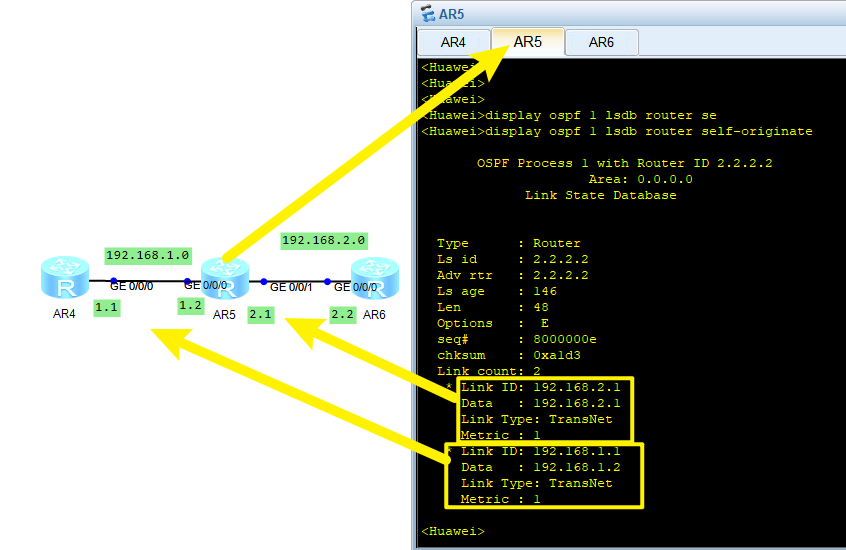 AR5
AR4 AR5 AR6
<Huawei>
<Huawei>
<Huawei>
<Huawei>display ospf 1 lsdb router se
<Huawei>display ospf 1 lsdb router self-originate
OSPF Process 1 with Router ID 2.2.2.2
Area: 0.0.0.0
Link State Database
Type : Router
Ls id : 2.2.2.2
Adv rtr : 2.2.2.2
Ls age : 146
Len : 48
Options : E
seq# : 8000000e
chksum : 0xa1d3
Link count: 2
* Link ID: 192.168.2.1
Data : 192.168.2.1
Link Type: TransNet
Metric : 1
* Link ID: 192.168.1.1
Data : 192.168.1.2
Link Type: TransNet
Metric : 1
<Huawei>
192.168.1.0 192.168.2.0
R R R
GE 0/0/0 GE 0/0/0 GE 0/0/1 GE 0/0/0
1.1 1.2 2.1 2.2
AR4 AR5 AR6